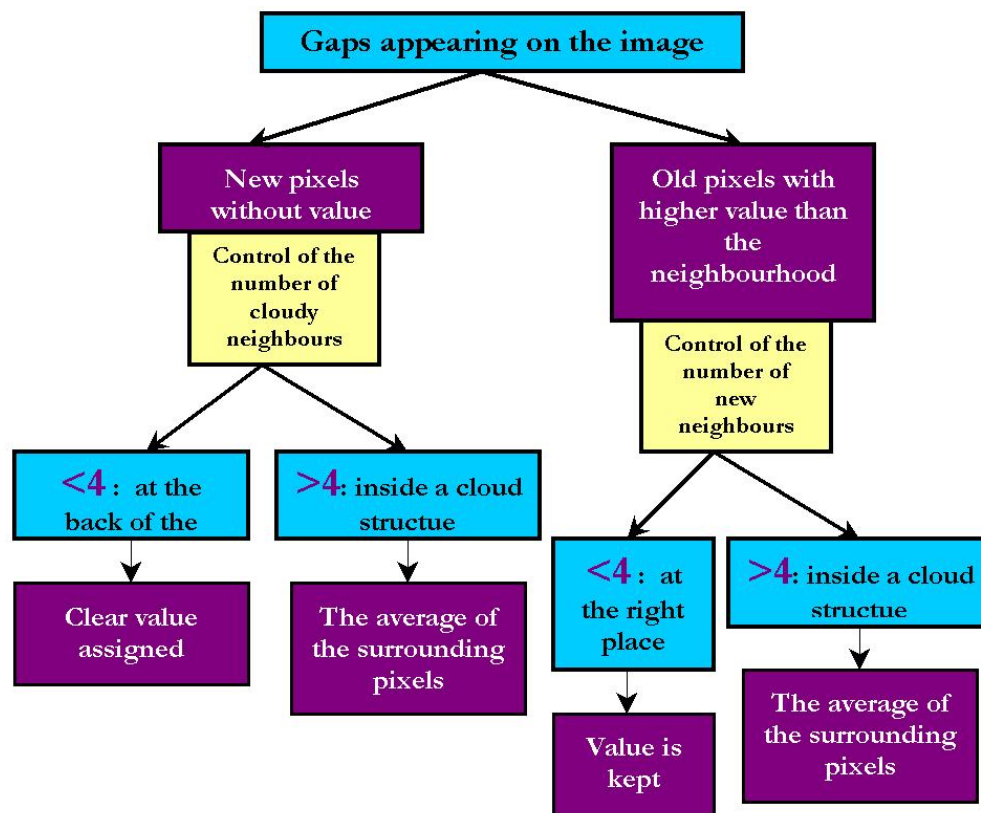 Gaps appearing on the image
New pixels
without value
Control of the
number of
cloudy
neighbours
<4 : at the
back of the
Clear value
assigned
>4: inside a cloud
structue
The average of
the surrounding
pixels
Old pixels with
higher value than
the
neighbourhood
Control of the
number of
new
neighbours
<4 : at
the right
place
Value is
kept
>4: inside a cloud
structue
The average of
the surrounding
pixels